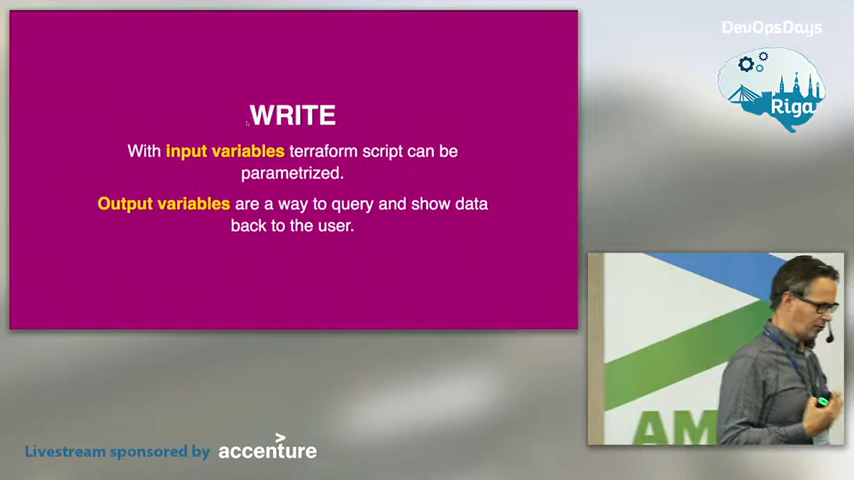 DevOpsDays
Riga
WRITE
With input variables terraform script can be
parametrized.
Output variables are a way to query and show data
back to the user.
AM
Livestream sponsored by accenture